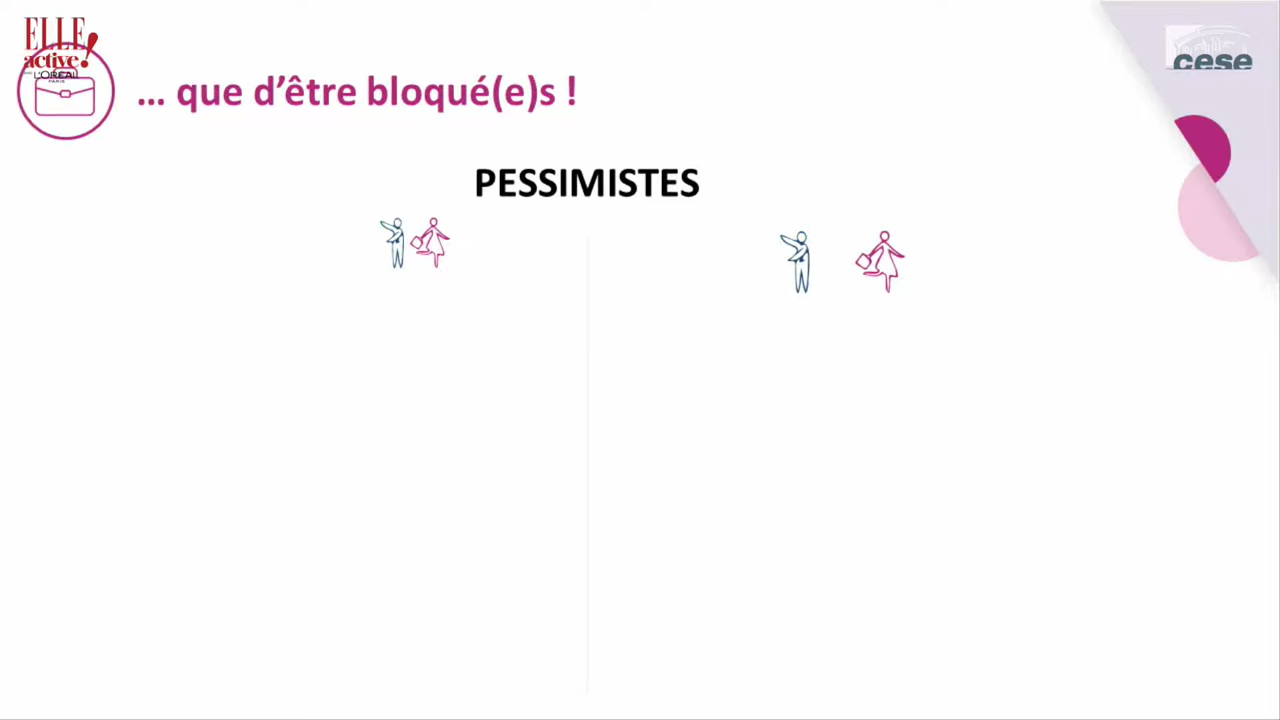 ELLE
active!
L'ORÉAL
PARIS
... que d'être bloqué(e)s !
cese
PESSIMISTES